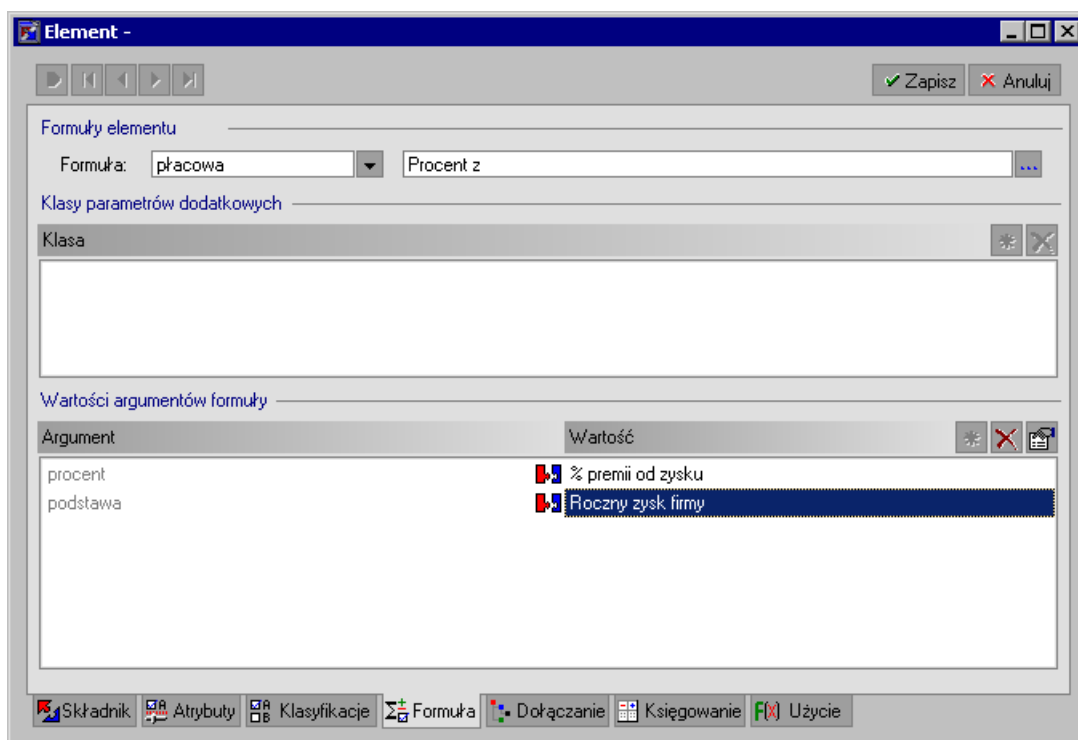 Element -
Zapisz Anuluj
Formuły elementu
Formuła: płacowa Procent z ...
Klasy parametrów dodatkowych
Klasa
Wartości argumentów formuły
Argument Wartość
procent % premii od zysku
podstawa Roczny zysk firmy
Składnik Atrybuty Klasyfikacje Formuła Dołączanie Księgowanie F(X) Użycie